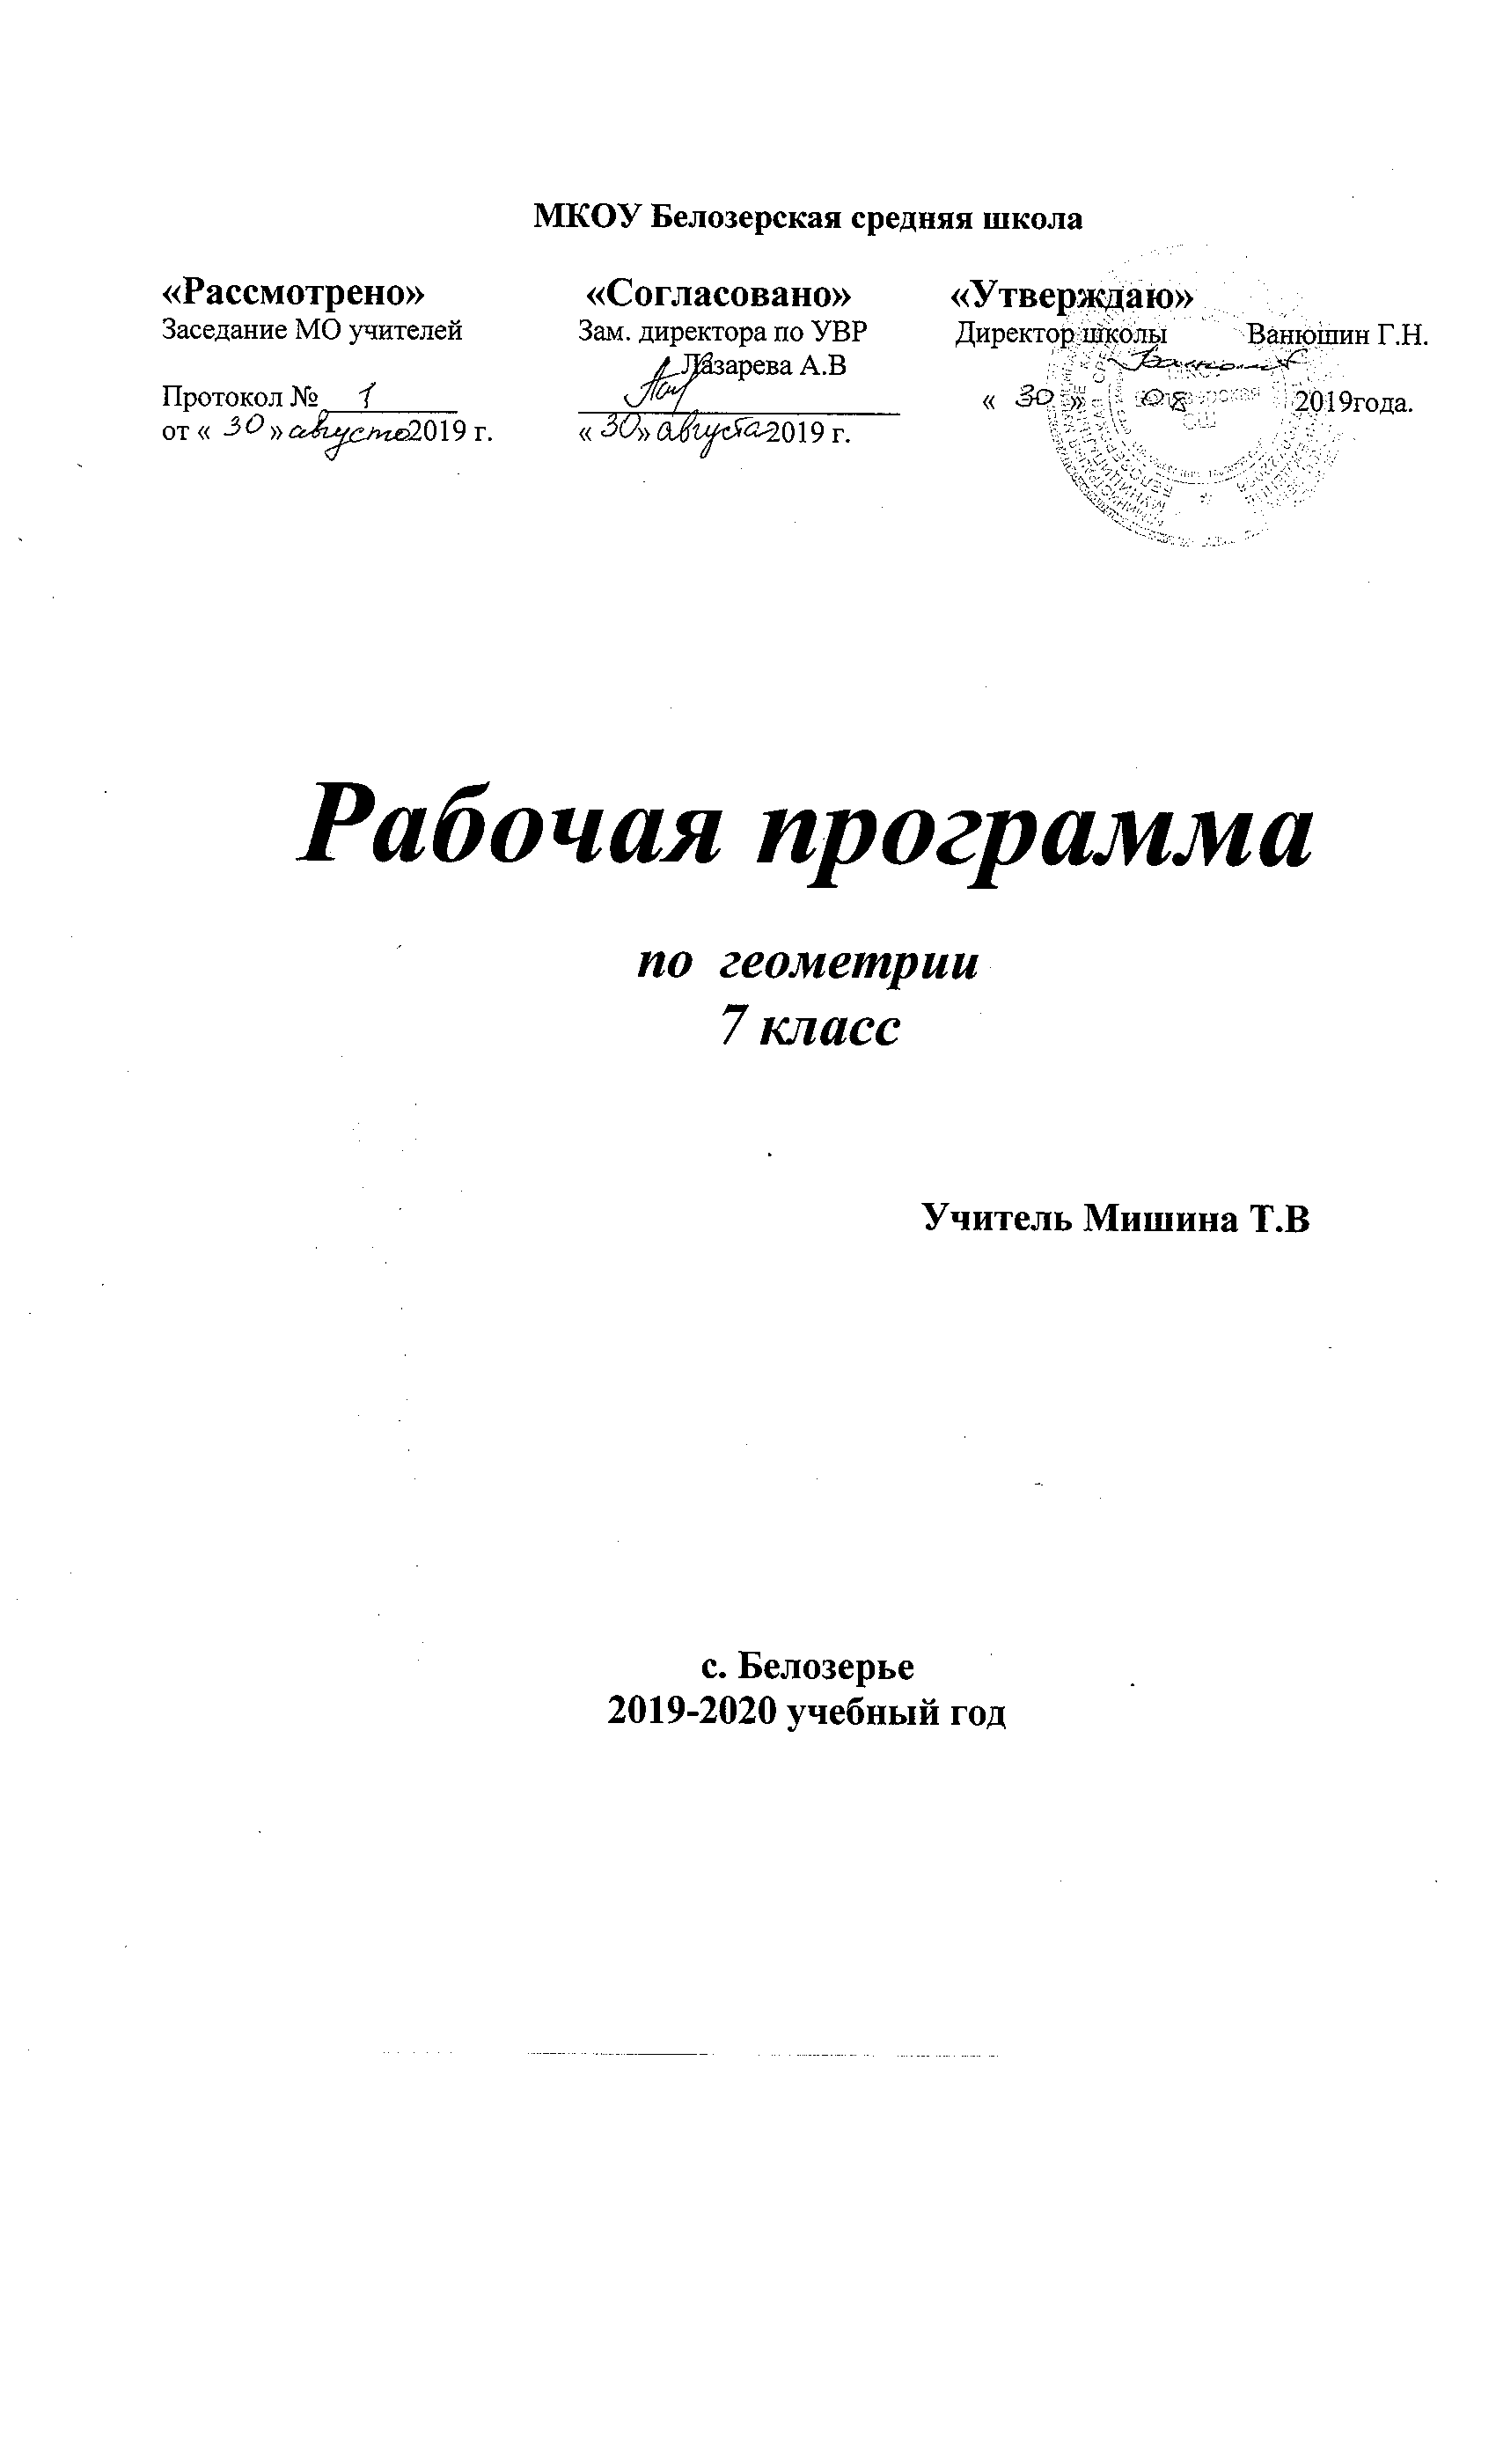 МКОУ Белозерская средняя школа
«Рассмотрено»
Заседание МО учителей
Протокол № 1
от « 30 » августа 2019 г.
«Согласовано»
Зам. директора по УВР
Лазарева А.В
« 30» августа 2019 г.
«Утверждаю»
Директор школы Ванюшин Г.Н.
« 30 » 08 2019года.
Рабочая программа
по геометрии
7 класс
Учитель Мишина Т.В
с. Белозерье
2019-2020 учебный год